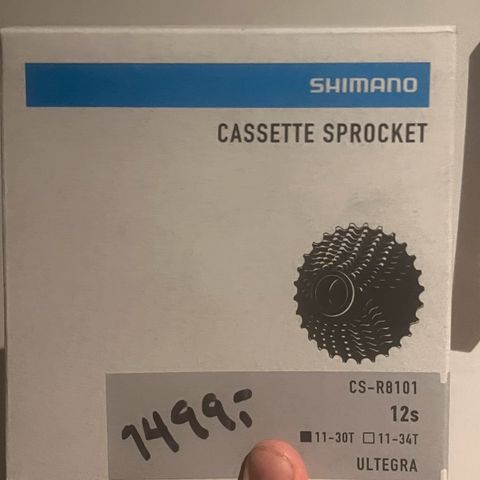 SHIMANO
CASSETTE SPROCKET
CS-R8101
12s
1499,-
■ 11-30T □ 11-34T
ULTEGRA